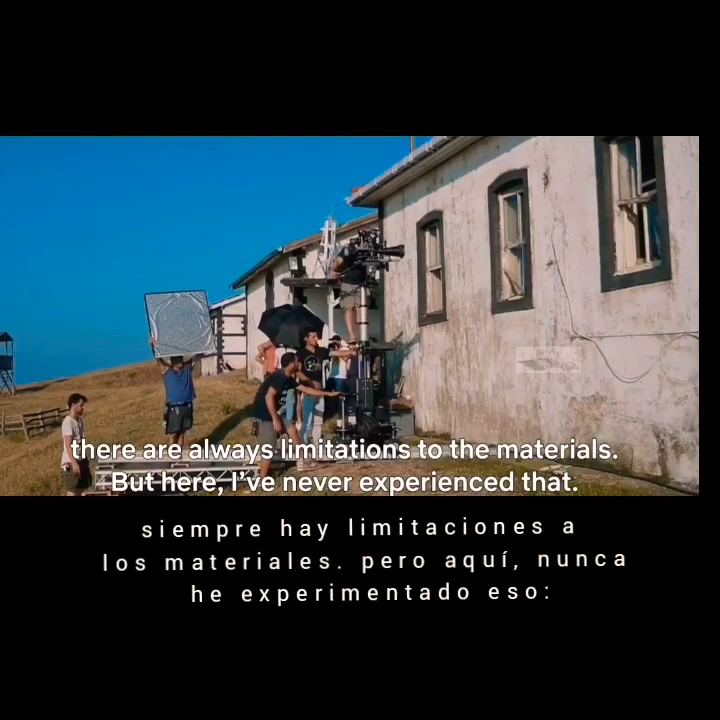 there are always limitations to the materials.
But here, I've never experienced that.
siempre hay limitaciones a
los materiales. pero aquí, nunca
he experimentado eso: